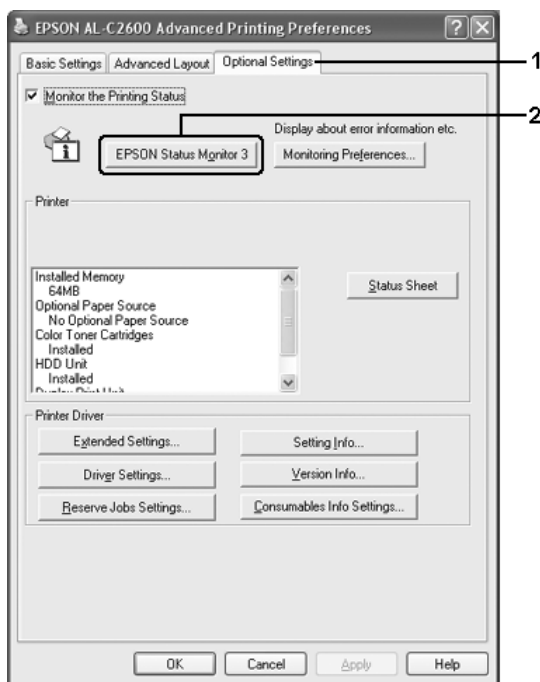 EPSON AL-C2600 Advanced Printing Preferences
Basic Settings Advanced Layout Optional Settings 1
Monitor the Printing Status
2
Display about error information etc.
EPSON Status Monitor 3 Monitoring Preferences...
Printer
Installed Memory
64MB
Optional Paper Source
No Optional Paper Source
Color Toner Cartridges
Installed
HDD Unit
Installed
Status Sheet
Printer Driver
Extended Settings... Setting Info...
Driver Settings... Version Info...
Reserve Jobs Settings... Consumables Info Settings...
OK Cancel Apply Help